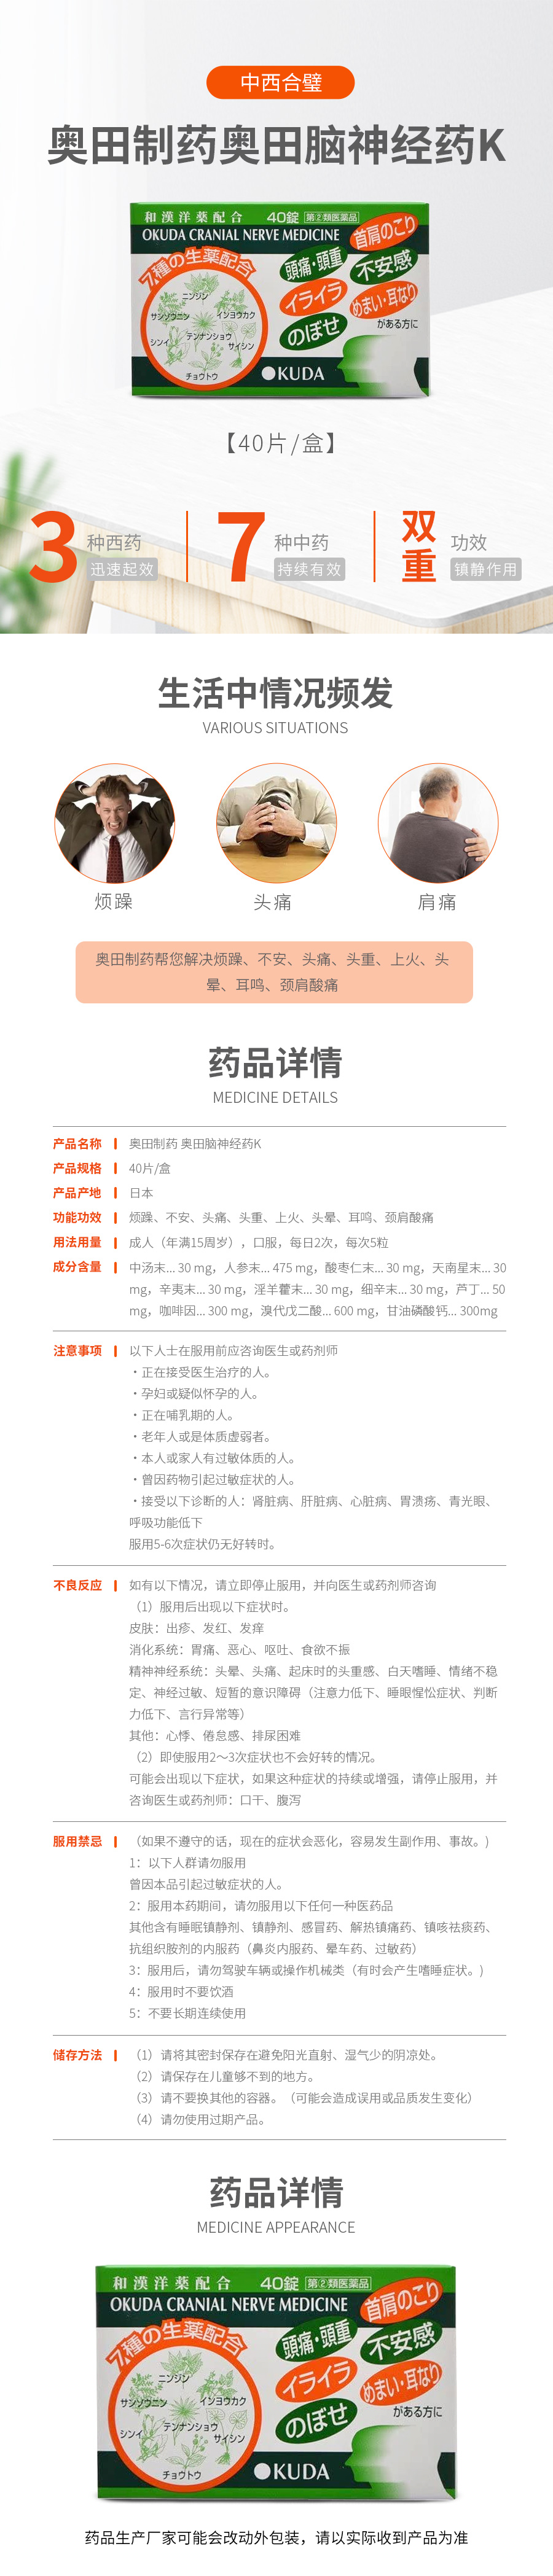 中西合璧
奥田制药奥田脑神经药K
和漢洋薬配合 40錠 第②類医薬品
OKUDA CRANIAL NERVE MEDICINE
首肩のこり
7種の生薬配合
頭痛・頭重
不安感
イライラ
めまい・耳なり
のぼせ
がある方に
ニンジン
サンソウニン
インヨウカク
シンイ
テンナンショウ
サイシン
チョウトウ
OKUDA
【40片/盒】
3 种西药 迅速起效
7 种中药 持续有效
双重 功效 镇静作用
生活中情况频发
VARIOUS SITUATIONS
烦躁
头痛
肩痛
奥田制药帮您解决烦躁、不安、头痛、头重、上火、头
晕、耳鸣、颈肩酸痛
药品详情
MEDICINE DETAILS
产品名称 奥田制药 奥田脑神经药K
产品规格 40片/盒
产品产地 日本
功能功效 烦躁、不安、头痛、头重、上火、头晕、耳鸣、颈肩酸痛
用法用量 成人（年满15周岁），口服，每日2次，每次5粒
成分含量 中汤末... 30 mg，人参末... 475 mg，酸枣仁末... 30 mg，天南星末... 30
mg，辛夷末... 30 mg，淫羊藿末... 30 mg，细辛末... 30 mg，芦丁... 50
mg，咖啡因... 300 mg，溴代戊二酸... 600 mg，甘油磷酸钙... 300mg
注意事项 以下人士在服用前应咨询医生或药剂师
・正在接受医生治疗的人。
・孕妇或疑似怀孕的人。
・正在哺乳期的人。
・老年人或是体质虚弱者。
・本人或家人有过敏体质的人。
・曾因药物引起过敏症状的人。
・接受以下诊断的人：肾脏病、肝脏病、心脏病、胃溃疡、青光眼、
呼吸功能低下
服用5-6次症状仍无好转时。
不良反应 如有以下情况，请立即停止服用，并向医生或药剂师咨询
（1）服用后出现以下症状时。
皮肤：出疹、发红、发痒
消化系统：胃痛、恶心、呕吐、食欲不振
精神神经系统：头晕、头痛、起床时的头重感、白天嗜睡、情绪不稳
定、神经过敏、短暂的意识障碍（注意力低下、睡眼惺忪症状、判断
力低下、言行异常等）
其他：心悸、倦怠感、排尿困难
（2）即使服用2～3次症状也不会好转的情况。
可能会出现以下症状，如果这种症状的持续或增强，请停止服用，并
咨询医生或药剂师：口干、腹泻
服用禁忌 （如果不遵守的话，现在的症状会恶化，容易发生副作用、事故。)
1：以下人群请勿服用
曾因本品引起过敏症状的人。
2：服用本药期间，请勿服用以下任何一种医药品
其他含有睡眠镇静剂、镇静剂、感冒药、解热镇痛药、镇咳祛痰药、
抗组织胺剂的内服药（鼻炎内服药、晕车药、过敏药）
3：服用后，请勿驾驶车辆或操作机械类（有时会产生嗜睡症状。)
4：服用时不要饮酒
5：不要长期连续使用
储存方法 （1）请将其密封保存在避免阳光直射、湿气少的阴凉处。
（2）请保存在儿童够不到的地方。
（3）请不要换其他的容器。（可能会造成误用或品质发生变化）
（4）请勿使用过期产品。
药品详情
MEDICINE APPEARANCE
和漢洋薬配合 40錠 第②類医薬品
OKUDA CRANIAL NERVE MEDICINE
首肩のこり
7種の生薬配合
頭痛・頭重
不安感
イライラ
めまい・耳なり
のぼせ
がある方に
ニンジン
サンソウニン
インヨウカク
シンイ
テンナンショウ
サイシン
チョウトウ
OKUDA
药品生产厂家可能会改动外包装，请以实际收到产品为准